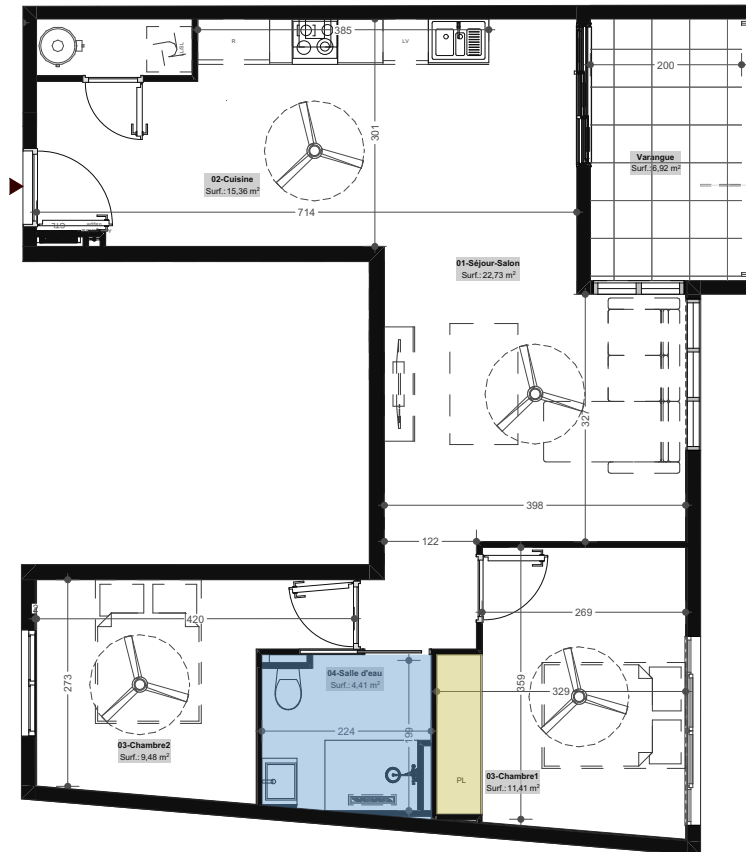 385
R
LV
LBL
200
301
Varangue
Surf.: 6,92 m²
02-Cuisine
Surf.: 15,36 m²
714
GTL
01-Séjour-Salon
Surf.: 22,73 m²
327
398
122
420
269
273
359
04-Salle d'eau
Surf.: 4,41 m²
329
224
199
03-Chambre2
Surf.: 9,48 m²
PL
03-Chambre1
Surf.: 11,41 m²